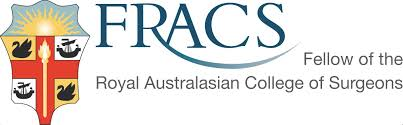 FRACS
Fellow of the
Royal Australasian College of Surgeons